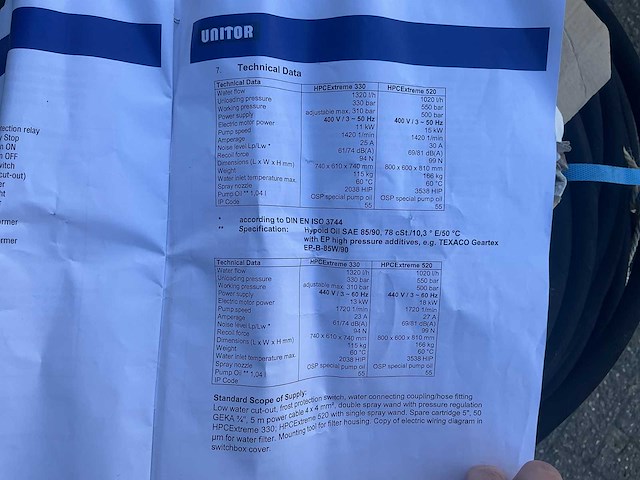 ection relay
y Stop
n ON
n OFF
witch
cut-out)
er
ht
er
ormer
rmer
UNITOR
7. Technical Data
Technical Data HPCExtreme 330 HPCExtreme 520
Water flow 1320 l/h 1020 l/h
Unloading pressure 330 bar 550 bar
Working pressure adjustable max. 310 bar 500 bar
Power supply 400 V / 3 ~ 50 Hz 400 V / 3 ~ 50 Hz
Electric motor power 11 kW 15 kW
Pump speed 1420 1/min 1420 1/min
Amperage 25 A 30 A
Noise level Lp/Lw * 61/74 dB(A) 69/81 dB(A)
Recoil force 94 N 99 N
Dimensions (L x W x H mm) 740 x 610 x 740 mm 800 x 600 x 810 mm
Weight 115 kg 166 kg
Water inlet temperature max. 60 °C 60 °C
Spray nozzle 2038 HIP 3538 HIP
Pump Oil ** 1,04 l OSP special pump oil OSP special pump oil
IP Code 55 55
* according to DIN EN ISO 3744
** Specification: Hypoid Oil SAE 85/90, 78 cSt /10,3 ° E/50 °C
with EP high pressure additives, e.g. TEXACO Geartex
EP-B-85W/90
Technical Data HPCExtreme 330 HPCExtreme 520
Water flow 1320 l/h 1020 l/h
Unloading pressure 330 bar 550 bar
Working pressure adjustable max. 310 bar 500 bar
Power supply 440 V / 3 ~ 60 Hz 440 V / 3 ~ 60 Hz
Electric motor power 13 kW 18 kW
Pump speed 1720 1/min 1720 1/min
Amperage 23 A 27 A
Noise level Lp/Lw * 61/74 dB(A) 69/81 dB(A)
Recoil force 94 N 99 N
Dimensions (L x W x H mm) 740 x 610 x 740 mm 800 x 600 x 810 mm
Weight 115 kg 166 kg
Water inlet temperature max. 60 °C 60 °C
Spray nozzle 2038 HIP 3538 HIP
Pump Oil ** 1,04 l OSP special pump oil OSP special pump oil
IP Code 55 55
Standard Scope of Supply:
Low water cut-out, frost protection switch, water connecting coupling/hose fitting
GEKA ¾", 5 m power cable 4 x 4 mm², double spray wand with pressure regulation
HPCExtreme 330; HPCExtreme 520 with single spray wand. Spare cartridge 5", 50
µm for water filter. Mounting tool for filter housing. Copy of electric wiring diagram in
switchbox cover.